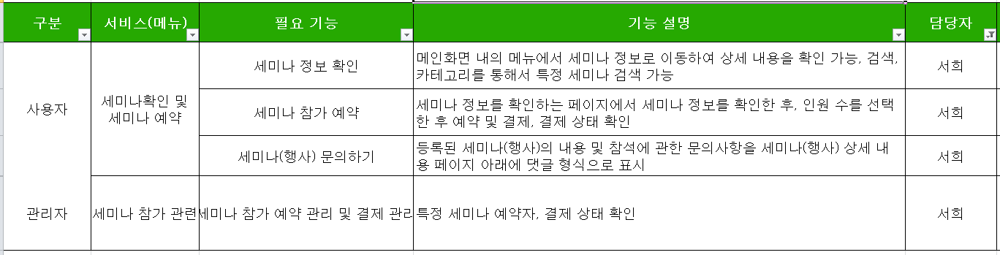 구분
서비스(메뉴)
필요 기능
기능 설명
담당자
사용자
세미나확인 및
세미나 예약
세미나 정보 확인
메인화면 내의 메뉴에서 세미나 정보로 이동하여 상세 내용을 확인 가능, 검색,
카테고리를 통해서 특정 세미나 검색 가능
서희
세미나 참가 예약
세미나 정보를 확인하는 페이지에서 세미나 정보를 확인한 후, 인원 수를 선택
한 후 예약 및 결제, 결제 상태 확인
서희
세미나(행사) 문의하기
등록된 세미나(행사)의 내용 및 참석에 관한 문의사항을 세미나(행사) 상세 내
용 페이지 아래에 댓글 형식으로 표시
서희
관리자
세미나 참가 관련
세미나 참가 예약 관리 및 결제 관리
특정 세미나 예약자, 결제 상태 확인
서희